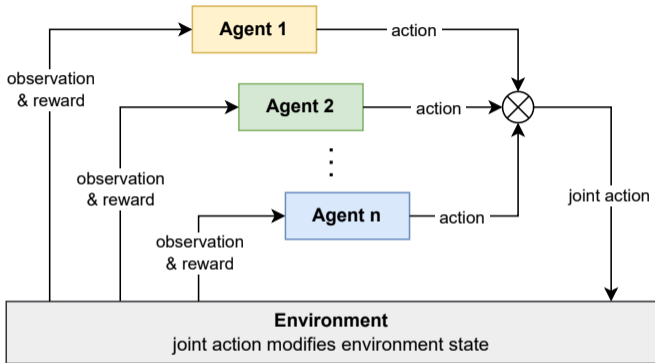 Agent 1
action
observation
& reward
Agent 2
action
observation
& reward
⋮
Agent n
action
joint action
observation
& reward
Environment
joint action modifies environment state